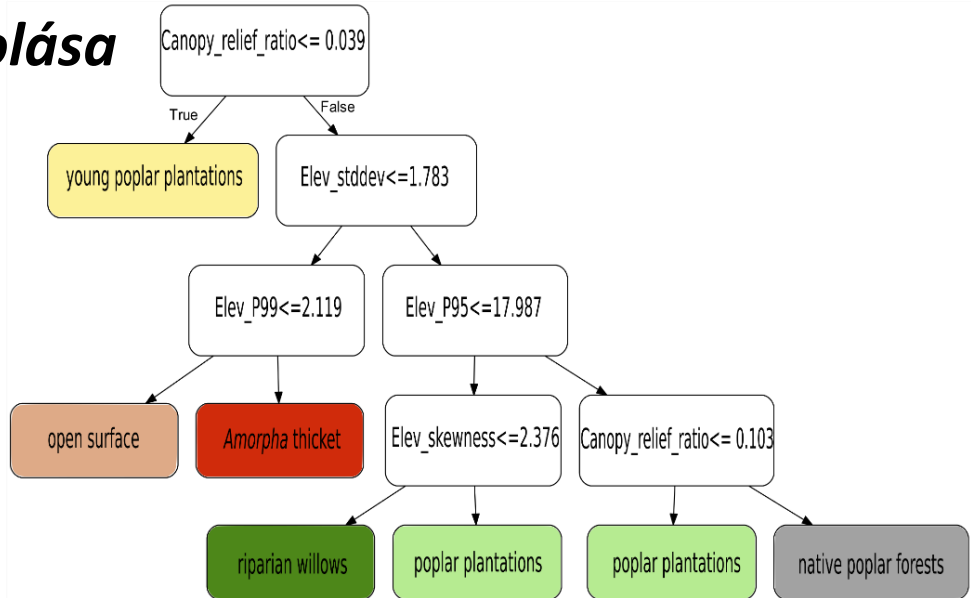 olása
Canopy_relief_ratio<= 0.039
True
False
young poplar plantations
Elev_stddev<=1.783
Elev_P99<=2.119
Elev_P95<=17.987
open surface
Amorpha thicket
Elev_skewness<=2.376
Canopy_relief_ratio<= 0.103
riparian willows
poplar plantations
poplar plantations
native poplar forests